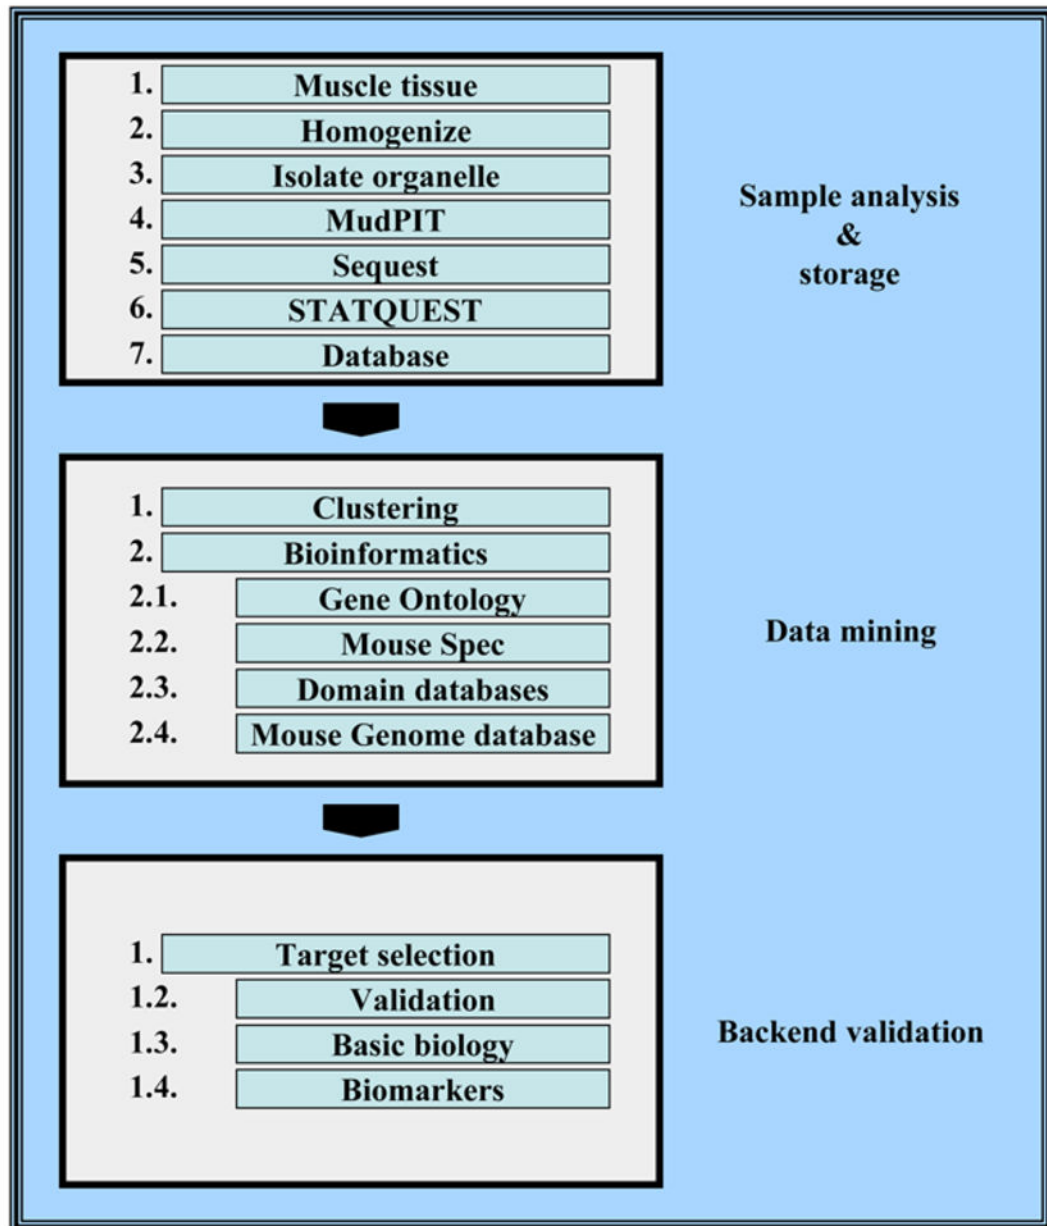 1. Muscle tissue
2. Homogenize
3. Isolate organelle
4. MudPIT
5. Sequest
6. STATQUEST
7. Database
Sample analysis
&
storage
1. Clustering
2. Bioinformatics
2.1. Gene Ontology
2.2. Mouse Spec
2.3. Domain databases
2.4. Mouse Genome database
Data mining
1. Target selection
1.2. Validation
1.3. Basic biology
1.4. Biomarkers
Backend validation